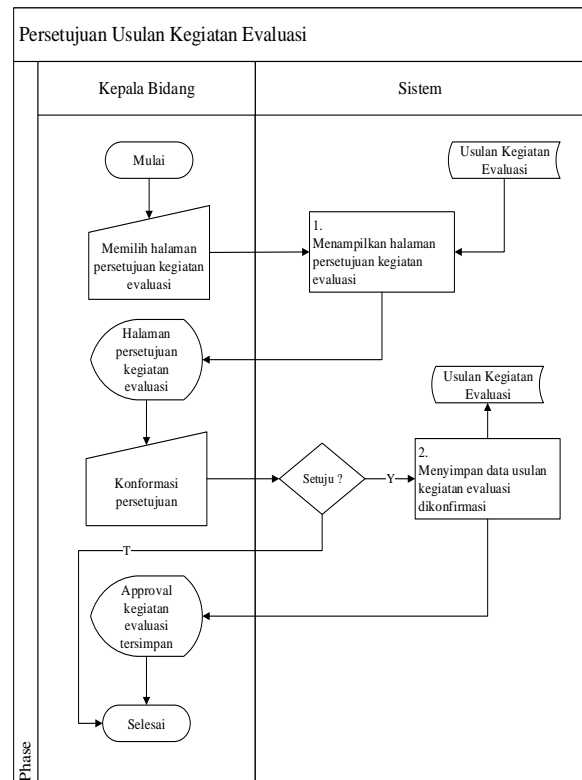 Persetujuan Usulan Kegiatan Evaluasi
Kepala Bidang
Sistem
Mulai
Usulan Kegiatan
Evaluasi
Memilih halaman
persetujuan kegiatan
evaluasi
1.
Menampilkan halaman
persetujuan kegiatan
evaluasi
Halaman
persetujuan
kegiatan
evaluasi
Usulan Kegiatan
Evaluasi
Konformasi
persetujuan
Setuju ?
Y
2.
Menyimpan data usulan
kegiatan evaluasi
dikonfirmasi
T
Approval
kegiatan
evaluasi
tersimpan
Selesai
Phase